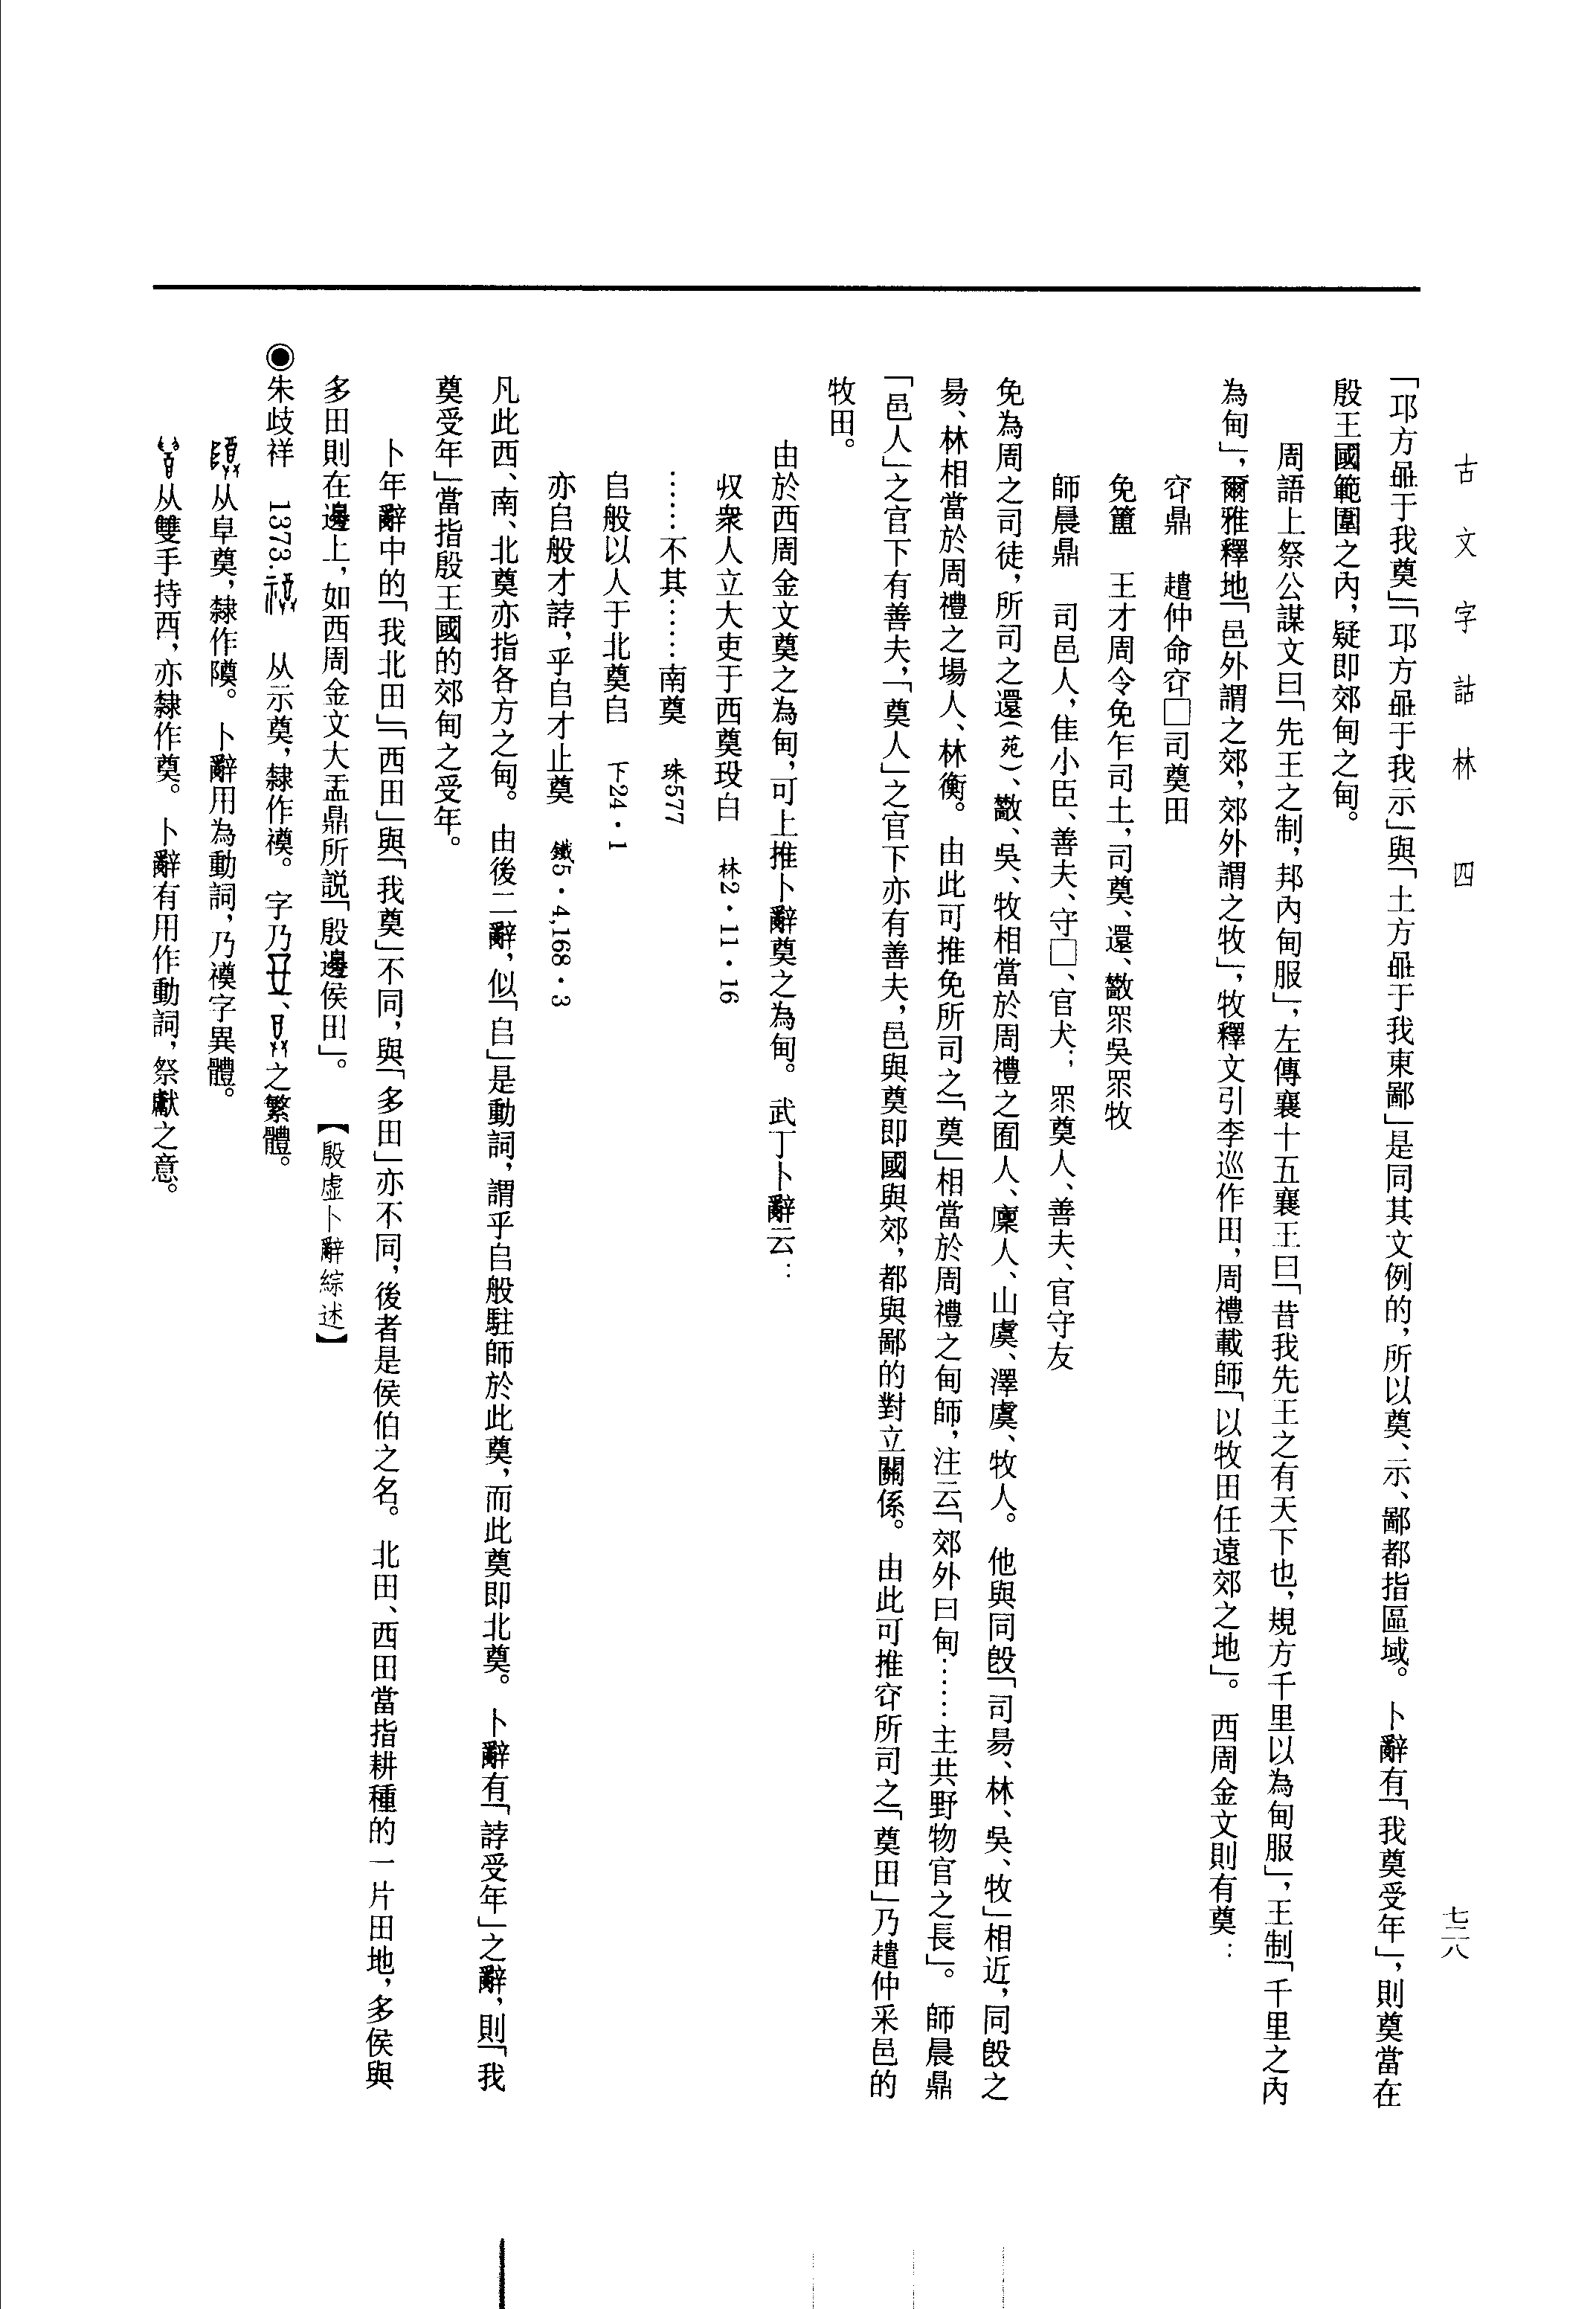 古文字詁林 四
七三八
「邛方𤰔于我奠」「邛方𤰔于我示」與「土方𤰔于我東鄙」是同其文例的，所以奠、示、鄙都指區域。卜辭有「我奠受年」，則奠當在
殷王國範圍之內，疑即郊甸之甸。
周語上祭公謀文曰「先王之制，邦內甸服」，左傳襄十五襄王曰「昔我先王之有天下也，規方千里以為甸服」，王制「千里之內
為甸」，爾雅釋地「邑外謂之郊，郊外謂之牧」，牧釋文引李巡作田，周禮載師「以牧田任遠郊之地」。西周金文則有奠：
鼎 趞仲命□司奠田
免簠 王才周令免乍司土，司奠、還、眔吳眔牧
師晨鼎 司邑人，隹小臣、善夫、守□、官犬；眔奠人、善夫、官守友
免為周之司徒，所司之還（苑）、、吳、牧相當於周禮之囿人、廩人、山虞、澤虞、牧人。他與同𣪘「司昜、林、吳、牧」相近，同𣪘之
昜、林相當於周禮之場人、林衡。由此可推免所司之「奠」相當於周禮之甸師，注云「郊外曰甸……主共野物官之長」。師晨鼎
「邑人」之官下有善夫，「奠人」之官下亦有善夫，邑與奠即國與郊，都與鄙的對立關係。由此可推所司之「奠田」乃趞仲采邑的
牧田。
由於西周金文奠之為甸，可上推卜辭奠之為甸。武丁卜辭云：
収衆人立大吏于西奠𣪊白 林2·11·16
……不其……南奠 珠577
𠂤般以人于北奠𠂤 下24·1
亦𠂤般才誖，乎𠂤才止奠 鐵5·4,168·3
凡此西、南、北奠亦指各方之甸。由後二辭，似「𠂤」是動詞，謂乎𠂤般駐師於此奠，而此奠即北奠。卜辭有「誖受年」之辭，則「我
奠受年」當指殷王國的郊甸之受年。
卜年辭中的「我北田」「西田」與「我奠」不同，與「多田」亦不同，後者是侯伯之名。北田、西田當指耕種的一片田地，多侯與
多田則在邊上，如西周金文大盂鼎所説「殷邊侯田」。 【殷虛卜辭綜述】
◉朱歧祥 1373. 从示奠，隸作禩。字乃、之繁體。
从阜奠，隸作隫。卜辭用為動詞，乃字異體。
从雙手持酉，亦隸作奠。卜辭有用作動詞，祭獻之意。